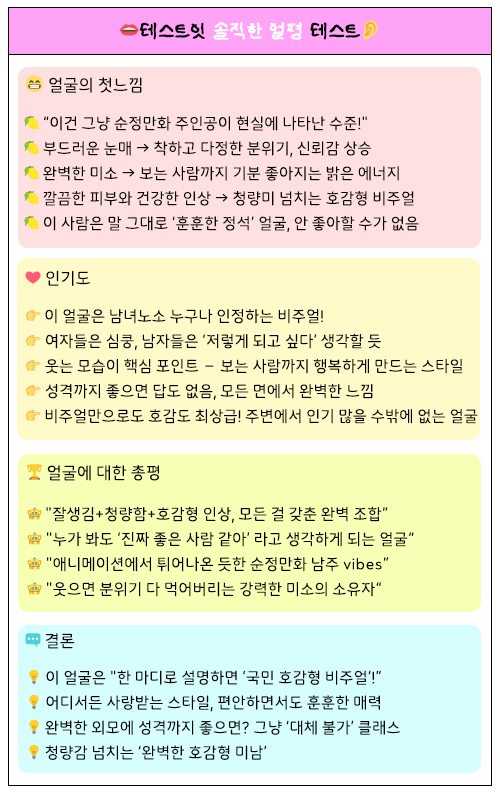 테스트힛 솔직한 얼평 테스트
얼굴의 첫느낌
“이건 그냥 순정만화 주인공이 현실에 나타난 수준!"
부드러운 눈매 → 착하고 다정한 분위기, 신뢰감 상승
완벽한 미소 → 보는 사람까지 기분 좋아지는 밝은 에너지
깔끔한 피부와 건강한 인상 → 청량미 넘치는 호감형 비주얼
이 사람은 말 그대로 ‘훈훈한 정석’ 얼굴, 안 좋아할 수가 없음
인기도
이 얼굴은 남녀노소 누구나 인정하는 비주얼!
여자들은 심쿵, 남자들은 ‘저렇게 되고 싶다’ 생각할 듯
웃는 모습이 핵심 포인트 – 보는 사람까지 행복하게 만드는 스타일
성격까지 좋으면 답도 없음, 모든 면에서 완벽한 느낌
비주얼만으로도 호감도 최상급! 주변에서 인기 많을 수밖에 없는 얼굴
얼굴에 대한 총평
"잘생김+청량함+호감형 인상, 모든 걸 갖춘 완벽 조합”
"누가 봐도 ‘진짜 좋은 사람 같아’ 라고 생각하게 되는 얼굴“
"애니메이션에서 튀어나온 듯한 순정만화 남주 vibes”
"웃으면 분위기 다 먹어버리는 강력한 미소의 소유자“
결론
이 얼굴은 "한 마디로 설명하면 ‘국민 호감형 비주얼’!”
어디서든 사랑받는 스타일, 편안하면서도 훈훈한 매력
완벽한 외모에 성격까지 좋으면? 그냥 ‘대체 불가’ 클래스
청량감 넘치는 ‘완벽한 호감형 미남’